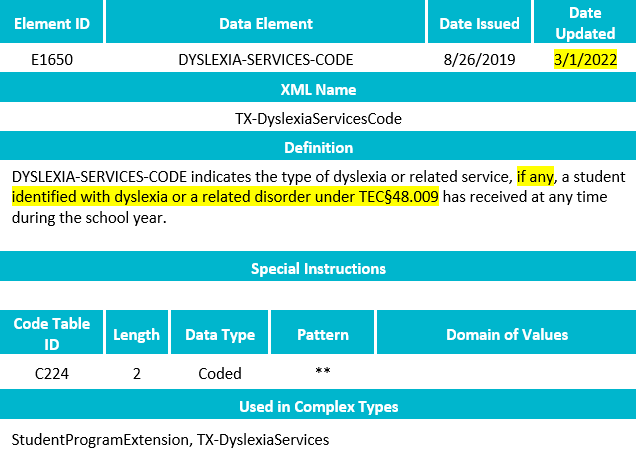 Element ID Data Element Date Issued Date Updated
E1650 DYSLEXIA-SERVICES-CODE 8/26/2019 3/1/2022
XML Name
TX-DyslexiaServicesCode
Definition
DYSLEXIA-SERVICES-CODE indicates the type of dyslexia or related service, if any, a student
identified with dyslexia or a related disorder under TEC§48.009 has received at any time
during the school year.
Special Instructions
Code Table ID Length Data Type Pattern Domain of Values
C224 2 Coded **
Used in Complex Types
StudentProgramExtension, TX-DyslexiaServices